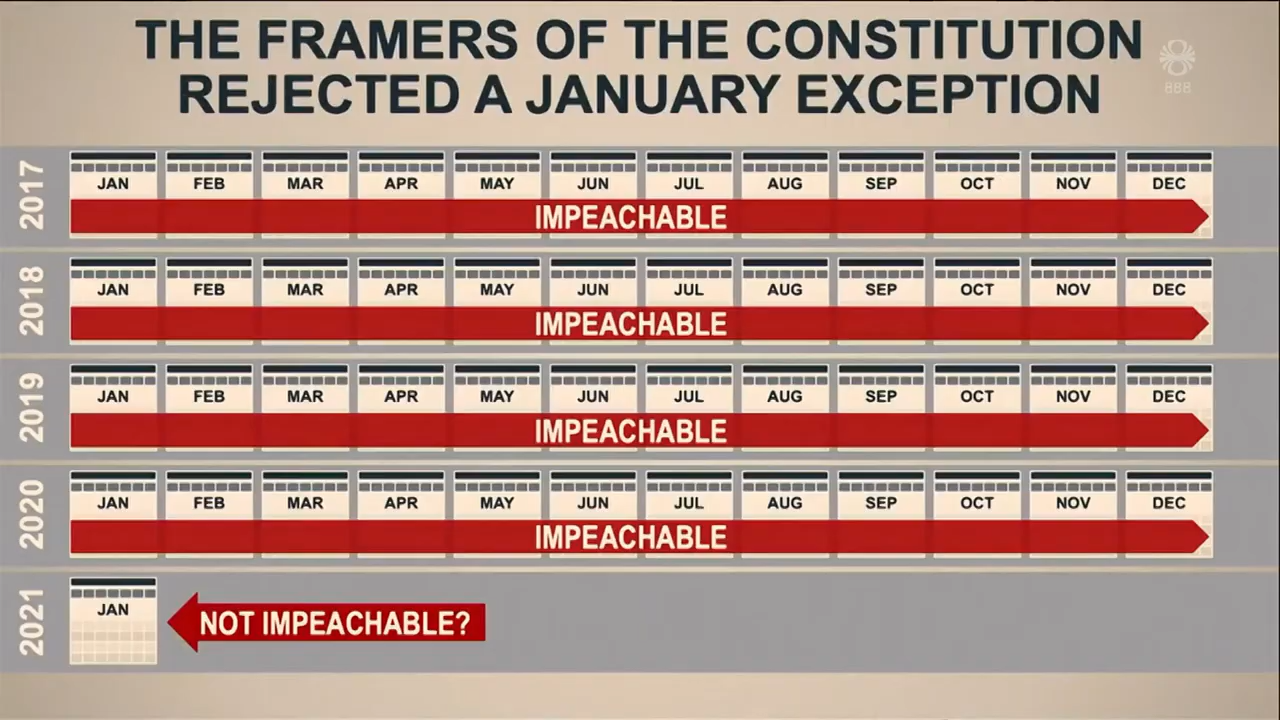 THE FRAMERS OF THE CONSTITUTION
REJECTED A JANUARY EXCEPTION
888
2017
JAN FEB MAR APR MAY JUN JUL AUG SEP OCT NOV DEC
IMPEACHABLE
2018
JAN FEB MAR APR MAY JUN JUL AUG SEP OCT NOV DEC
IMPEACHABLE
2019
JAN FEB MAR APR MAY JUN JUL AUG SEP OCT NOV DEC
IMPEACHABLE
2020
JAN FEB MAR APR MAY JUN JUL AUG SEP OCT NOV DEC
IMPEACHABLE
2021
JAN
NOT IMPEACHABLE?